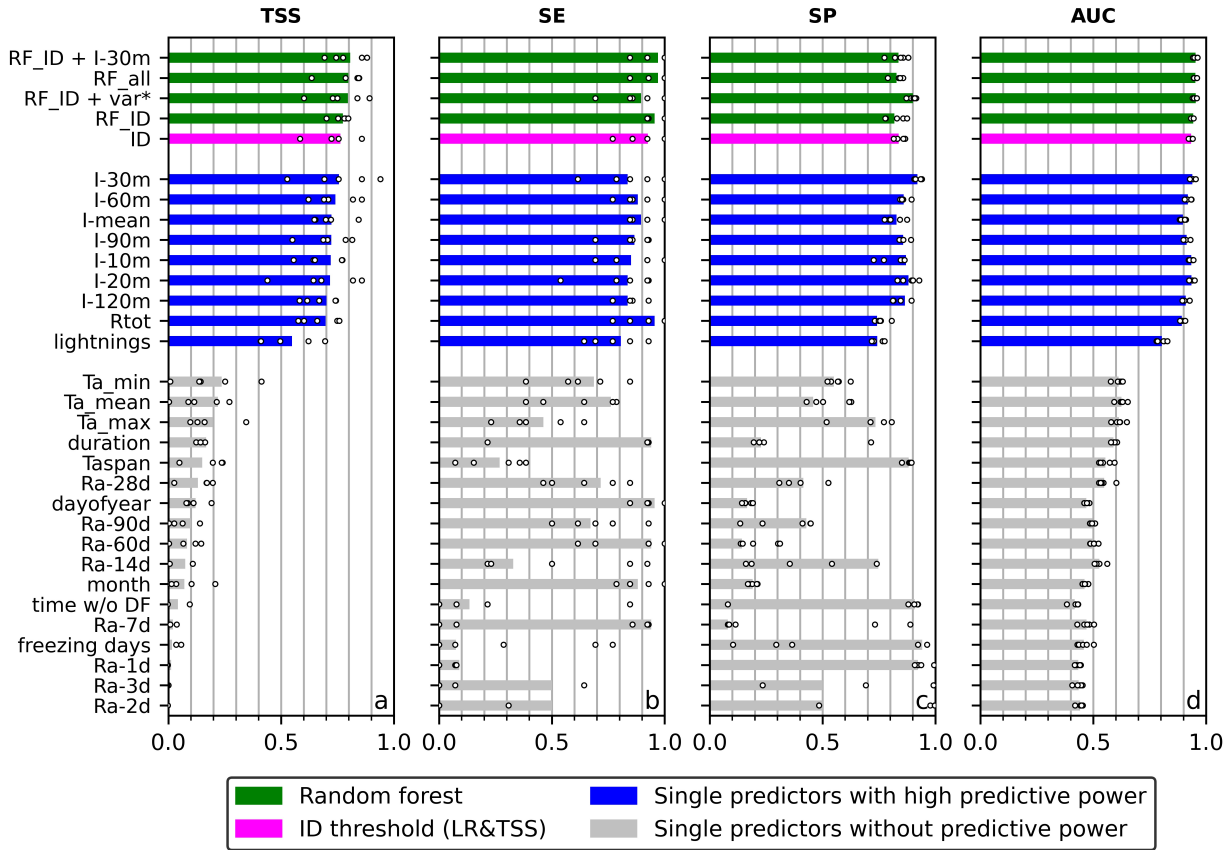 TSS SE SP AUC
RF_ID + I-30m
RF_all
RF_ID + var*
RF_ID
ID
I-30m
I-60m
I-mean
I-90m
I-10m
I-20m
I-120m
Rtot
lightnings
Ta_min
Ta_mean
Ta_max
duration
Taspan
Ra-28d
dayofyear
Ra-90d
Ra-60d
Ra-14d
month
time w/o DF
Ra-7d
freezing days
Ra-1d
Ra-3d
Ra-2d
a b c d
0.0 0.5 1.0 0.0 0.5 1.0 0.0 0.5 1.0 0.0 0.5 1.0
Random forest Single predictors with high predictive power
ID threshold (LR&TSS) Single predictors without predictive power